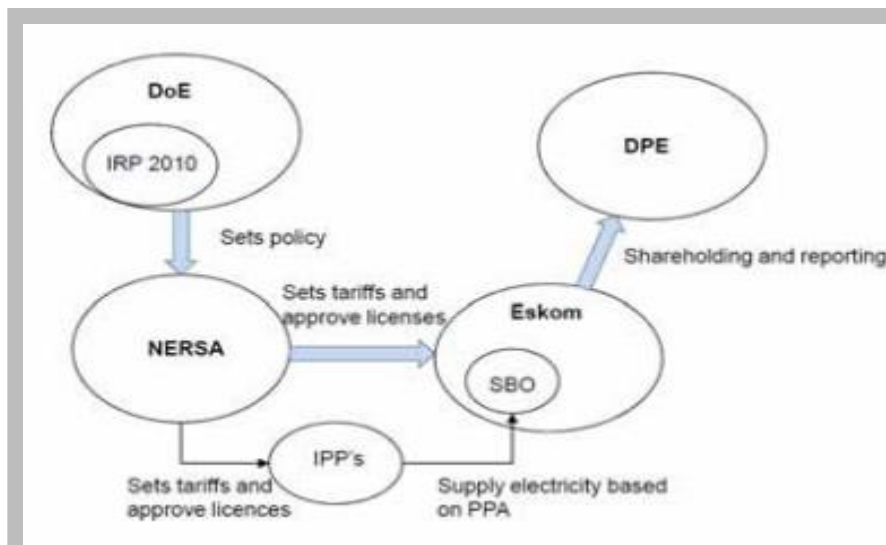 DoE
IRP 2010
DPE
Sets policy
Shareholding and reporting
Sets tariffs and
approve licenses
NERSA
Eskom
SBO
IPP's
Sets tariffs and
approve licences
Supply electricity based
on PPA